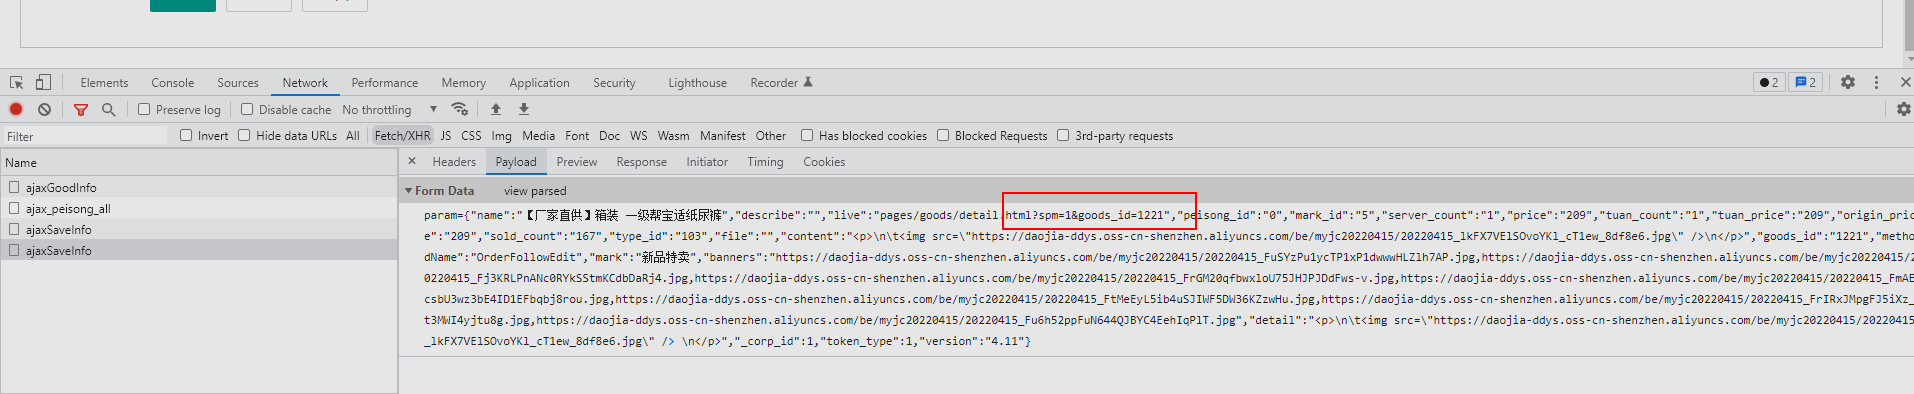 Elements Console Sources Network Performance Memory Application Security Lighthouse Recorder 2 2
Preserve log Disable cache No throttling
Filter Invert Hide data URLs All Fetch/XHR JS CSS Img Media Font Doc WS Wasm Manifest Other Has blocked cookies Blocked Requests 3rd-party requests
Name
Headers Payload Preview Response Initiator Timing Cookies
ajaxGoodInfo
ajax_peisong_all
ajaxSaveInfo
ajaxSaveInfo
Form Data view parsed
param={"name":"【厂家直供】箱装 一级帮宝适纸尿裤","describe":"","live":"pages/goods/detail.html?spm=1&goods_id=1221","peisong_id":"0","mark_id":"5","server_count":"1","price":"209","tuan_count":"1","tuan_price":"209","origin_pric
e":"209","sold_count":"167","type_id":"103","file":"","content":"<p>\n\t<img src=\"https://daojia-ddys.oss-cn-shenzhen.aliyuncs.com/be/myjc20220415/20220415_lkFX7VElSOvoYKl_cT1ew_8df8e6.jpg\" />\n</p>","goods_id":"1221","metho
dName":"OrderFollowEdit","mark":"新品特卖","banners":"https://daojia-ddys.oss-cn-shenzhen.aliyuncs.com/be/myjc20220415/20220415_FuSYzPu1ycTP1xP1dwwwHLZlh7AP.jpg,https://daojia-ddys.oss-cn-shenzhen.aliyuncs.com/be/myjc20220415/2
0220415_Fj3KRLPnANc0RYkSStmKCdbDaRj4.jpg,https://daojia-ddys.oss-cn-shenzhen.aliyuncs.com/be/myjc20220415/20220415_FrGM20qfbwxloU75JHJPJDdFws-v.jpg,https://daojia-ddys.oss-cn-shenzhen.aliyuncs.com/be/myjc20220415/20220415_FmAE
csbU3wz3bE4ID1EFbqbj8rou.jpg,https://daojia-ddys.oss-cn-shenzhen.aliyuncs.com/be/myjc20220415/20220415_FtMeEyL5ib4uSJIWF5DW36KZzwHu.jpg,https://daojia-ddys.oss-cn-shenzhen.aliyuncs.com/be/myjc20220415/20220415_FrIRxJMpgFJ5iXz_
t3MWI4yjtu8g.jpg,https://daojia-ddys.oss-cn-shenzhen.aliyuncs.com/be/myjc20220415/20220415_Fu6h52ppFuN644QJBYC4EehIqPlT.jpg","detail":"<p>\n\t<img src=\"https://daojia-ddys.oss-cn-shenzhen.aliyuncs.com/be/myjc20220415/20220415
_lkFX7VElSOvoYKl_cT1ew_8df8e6.jpg\" /> \n</p>","_corp_id":1,"token_type":1,"version":"4.11"}